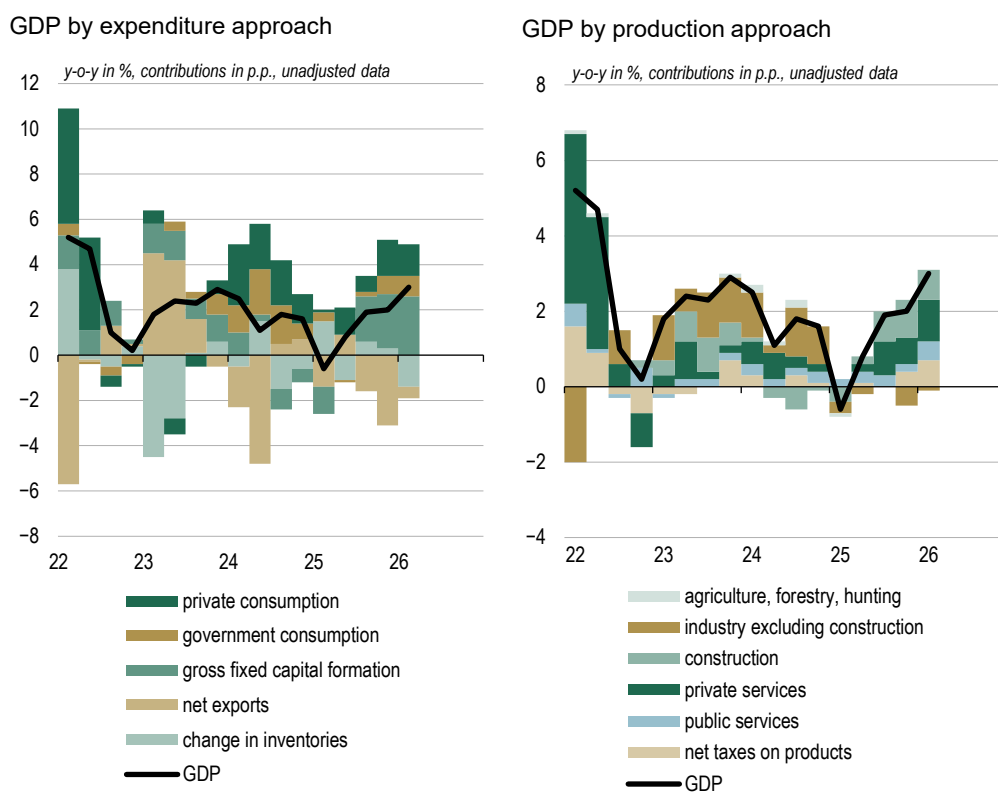 GDP by expenditure approach
y-o-y in %, contributions in p.p., unadjusted data
12
10
8
6
4
2
0
−2
−4
−6
−8
22 23 24 25 26
private consumption
government consumption
gross fixed capital formation
net exports
change in inventories
GDP
GDP by production approach
y-o-y in %, contributions in p.p., unadjusted data
8
6
4
2
0
−2
−4
22 23 24 25 26
agriculture, forestry, hunting
industry excluding construction
construction
private services
public services
net taxes on products
GDP